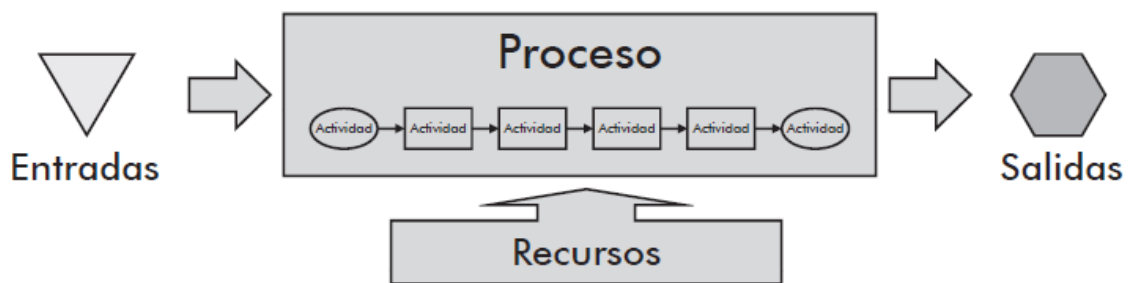 Proceso
Actividad Actividad Actividad Actividad Actividad Actividad
Entradas
Salidas
Recursos